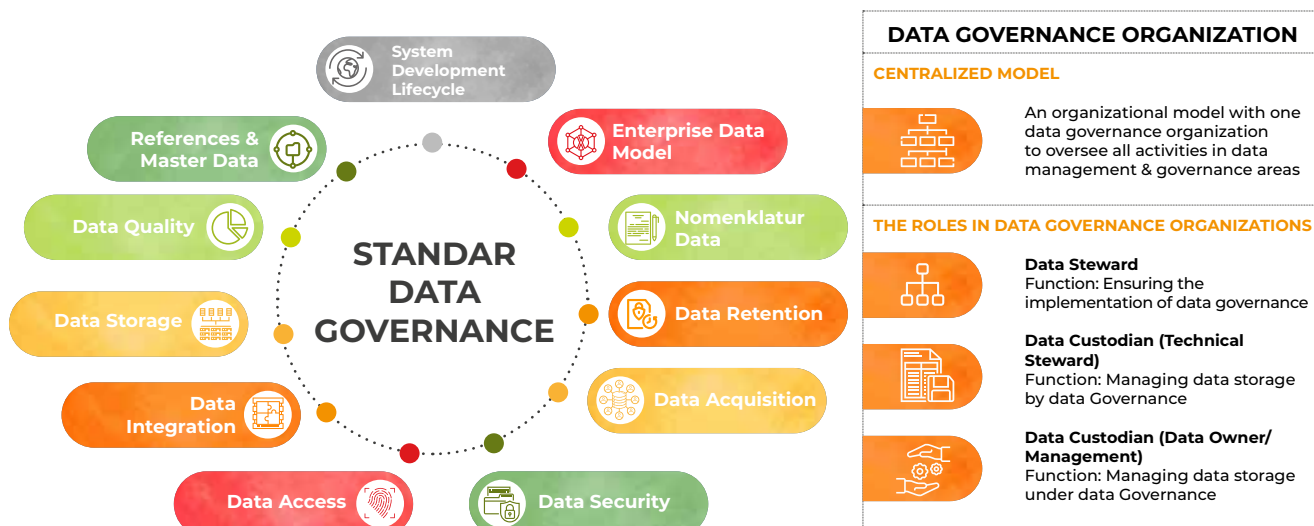 System
Development
Lifecycle
References &
Master Data
Enterprise Data
Model
Data Quality
Nomenklatur
Data
STANDAR
DATA
GOVERNANCE
Data Storage
Data Retention
Data
Integration
Data Acquisition
Data Access
Data Security
DATA GOVERNANCE ORGANIZATION
CENTRALIZED MODEL
An organizational model with one
data governance organization
to oversee all activities in data
management & governance areas
THE ROLES IN DATA GOVERNANCE ORGANIZATIONS
Data Steward
Function: Ensuring the
implementation of data governance
Data Custodian (Technical
Steward)
Function: Managing data storage
by data Governance
Data Custodian (Data Owner/
Management)
Function: Managing data storage
under data Governance